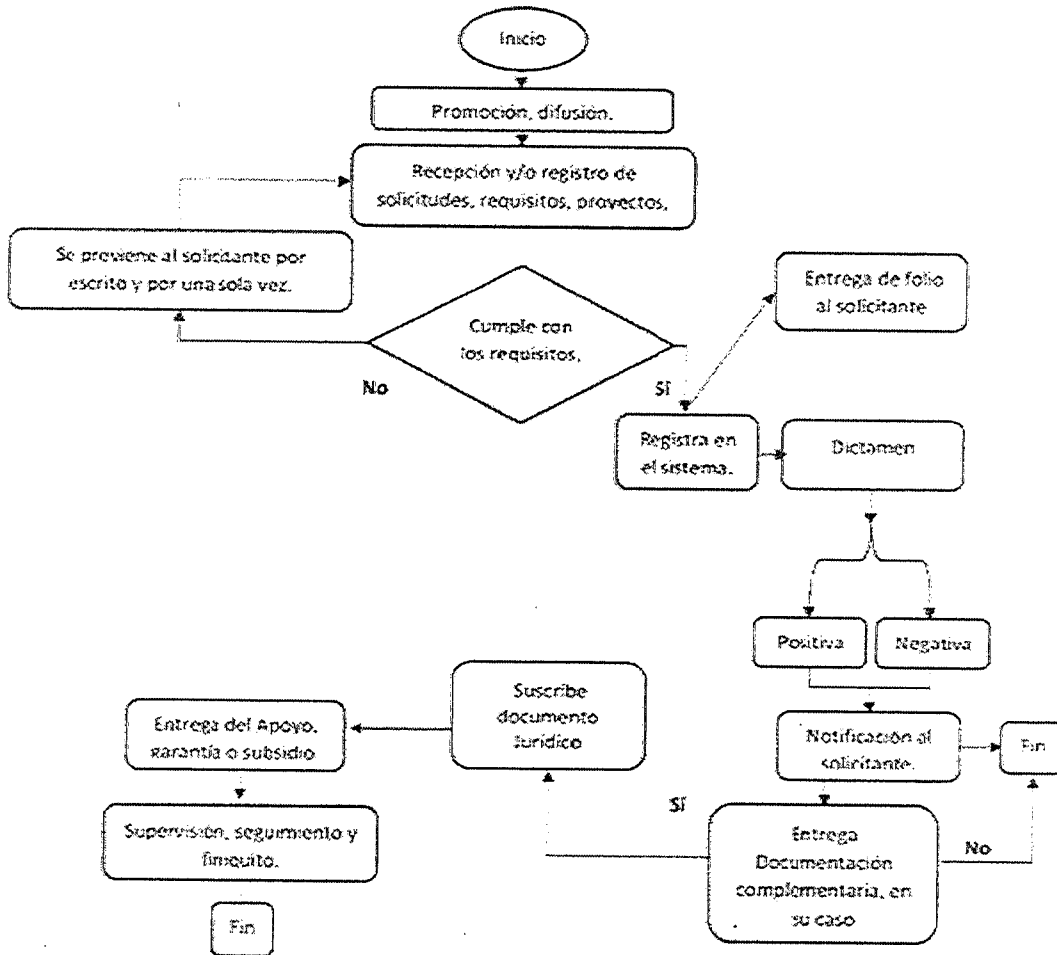 Inicio
Promoción, difusión.
Recepción y/o registro de
solicitudes, requisitos, proyectos,
Se previene al solicitante por
escrito y por una sola vez.
Cumple con
los requisitos,
No
Sí
Entrega de folio
al solicitante
Registra en
el sistema.
Dictamen
Positiva
Negativa
Notificación al
solicitante.
Fin
Entrega
Documentación
complementaria, en
su caso
No
Sí
Suscribe
documento
Jurídico
Entrega del Apoyo,
garantía o subsidio
Supervisión, seguimiento y
finiquito.
Fin